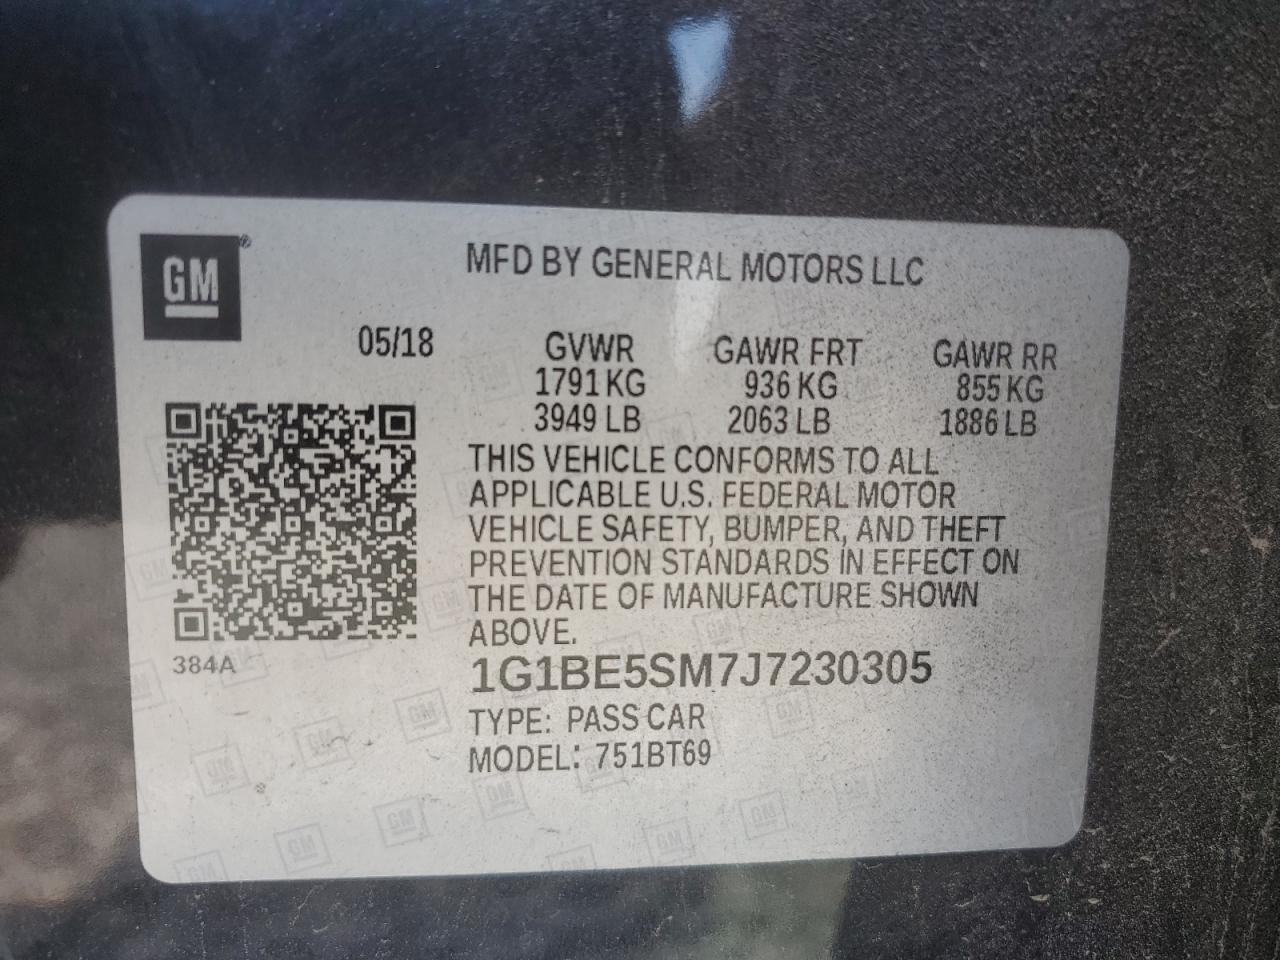 GM®
MFD BY GENERAL MOTORS LLC
05/18 GVWR GAWR FRT GAWR RR
1791 KG 936 KG 855 KG
3949 LB 2063 LB 1886 LB
THIS VEHICLE CONFORMS TO ALL
APPLICABLE U.S. FEDERAL MOTOR
VEHICLE SAFETY, BUMPER, AND THEFT
PREVENTION STANDARDS IN EFFECT ON
THE DATE OF MANUFACTURE SHOWN
ABOVE.
384A
1G1BE5SM7J7230305
TYPE: PASS CAR
MODEL: 751BT69